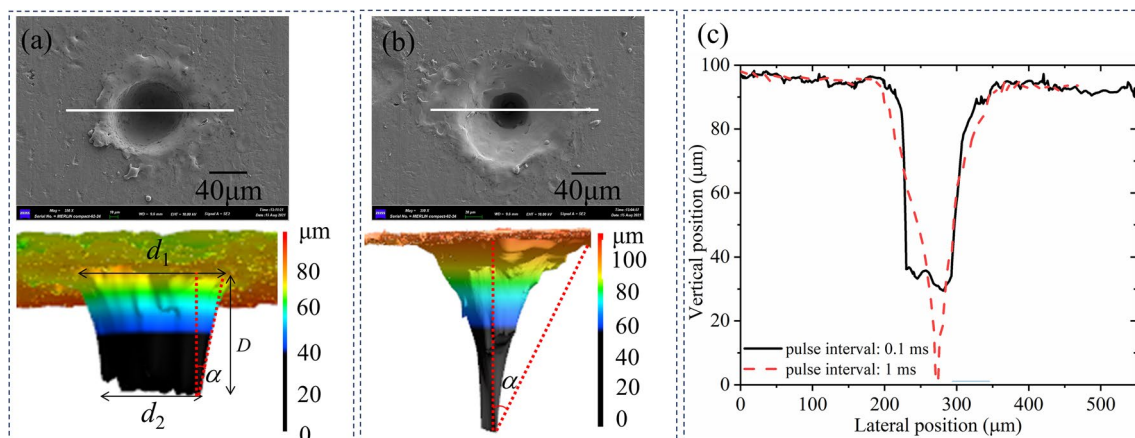 (a)
40μm
μm
d1
80
60
D
40
α
20
d2
0
(b)
40μm
μm
100
80
60
40
α
20
0
(c)
100
80
60
40
20
0
Vertical position (μm)
pulse interval: 0.1 ms
pulse interval: 1 ms
0 100 200 300 400 500
Lateral position (μm)